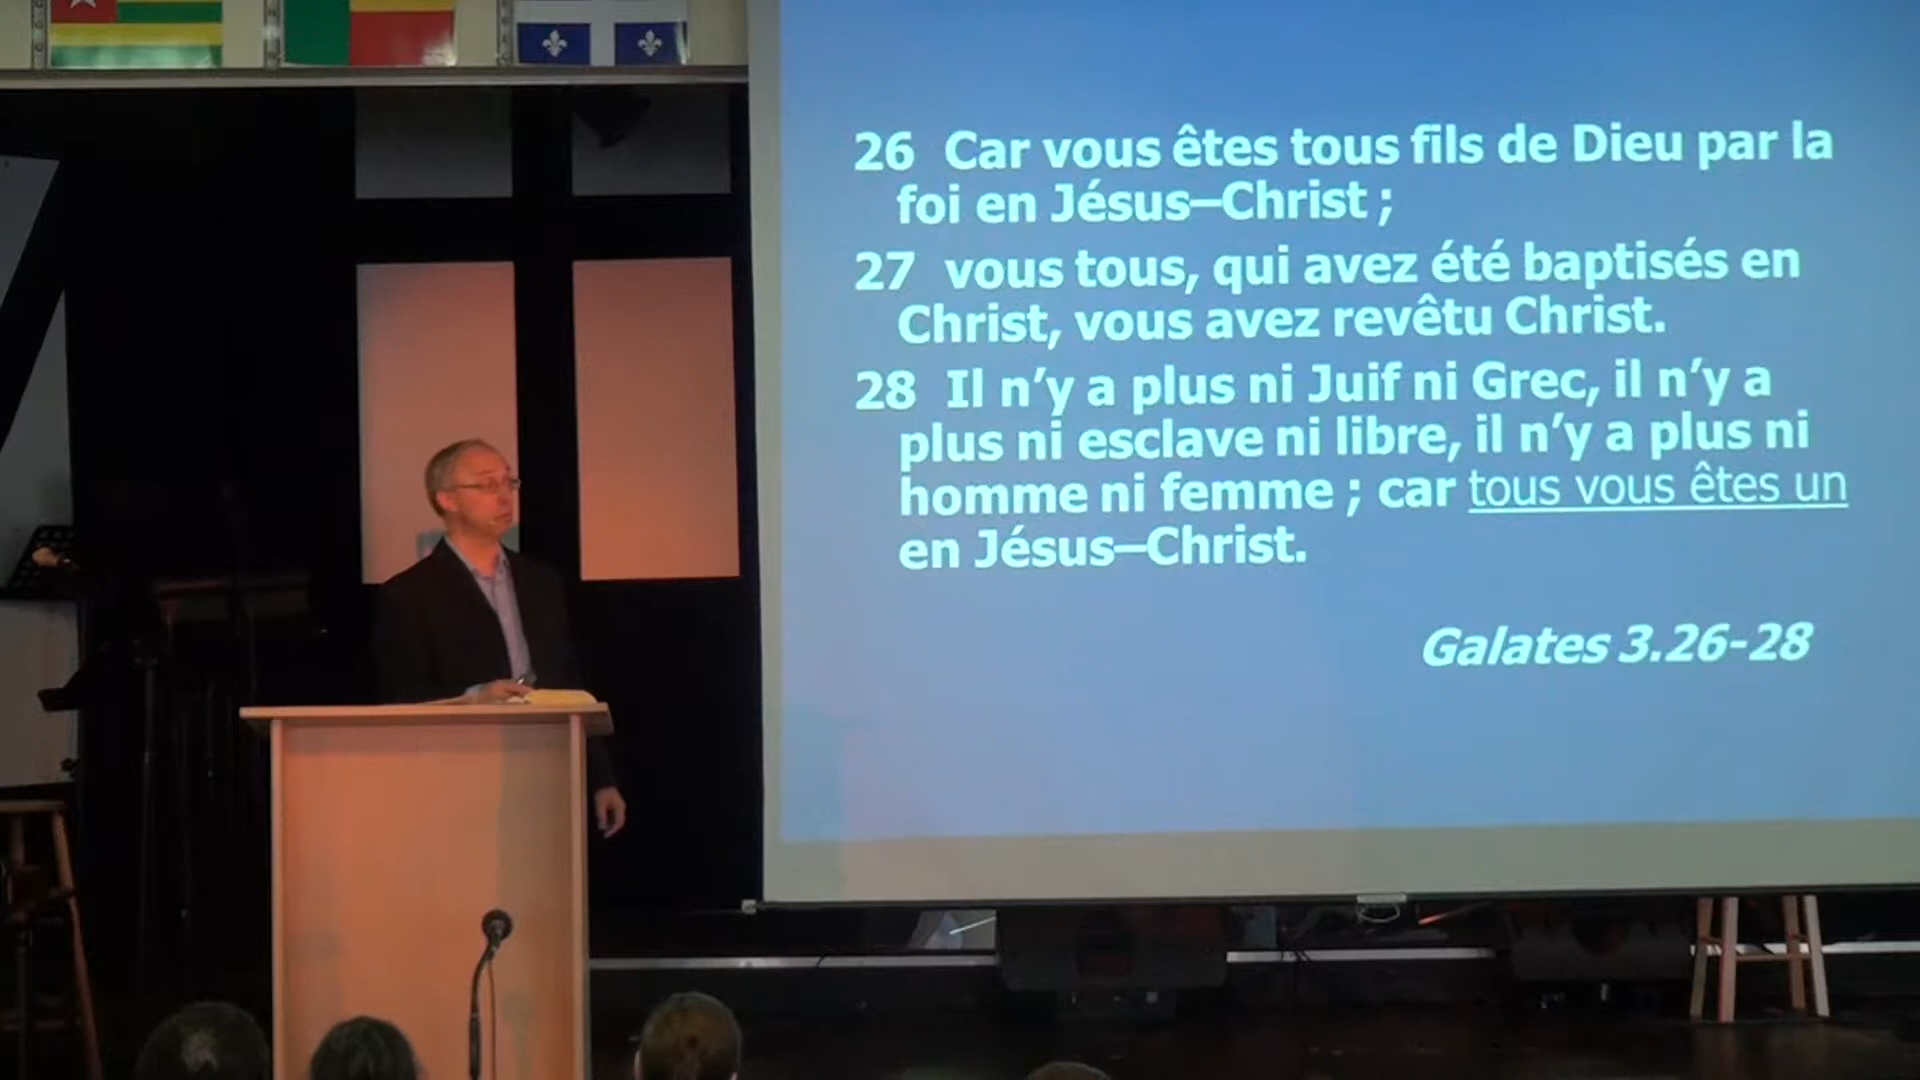 26 Car vous êtes tous fils de Dieu par la
foi en Jésus–Christ ;
27 vous tous, qui avez été baptisés en
Christ, vous avez revêtu Christ.
28 Il n’y a plus ni Juif ni Grec, il n’y a
plus ni esclave ni libre, il n’y a plus ni
homme ni femme ; car tous vous êtes un
en Jésus–Christ.
Galates 3.26-28